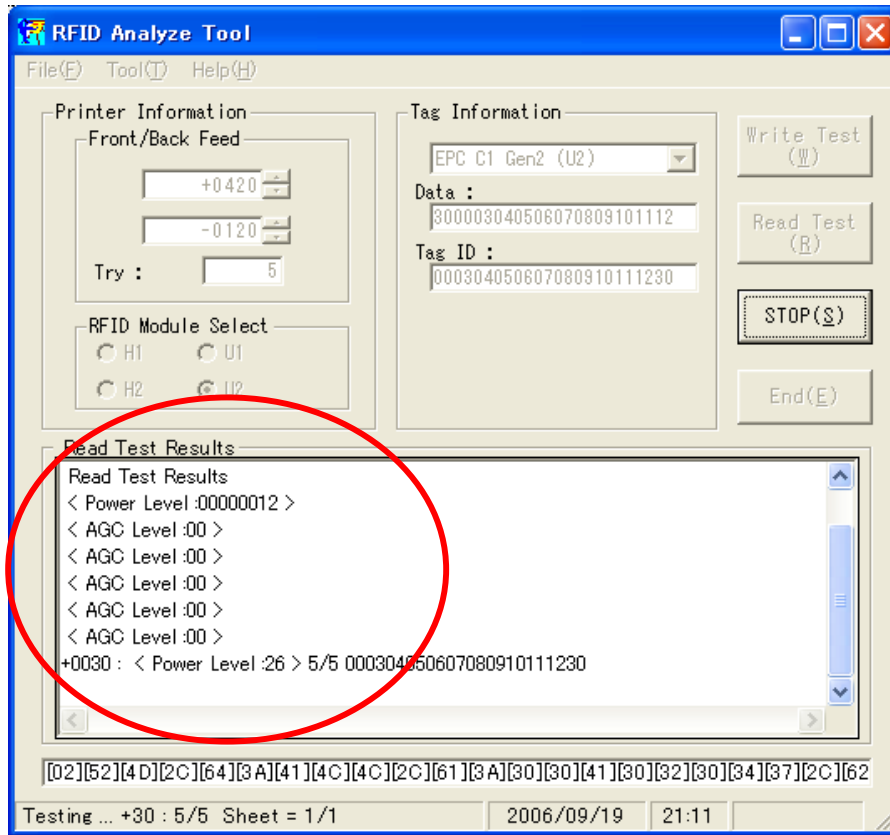 RFID Analyze Tool
File(F) Tool(T) Help(H)
Printer Information
Front/Back Feed
+0420
-0120
Try : 5
RFID Module Select
H1 U1
H2 U2
Tag Information
EPC C1 Gen2 (U2)
Data :
300003040506070809101112
Tag ID :
000304050607080910111230
Write Test
(W)
Read Test
(R)
STOP(S)
End(E)
Read Test Results
Read Test Results
< Power Level :00000012 >
< AGC Level :00 >
< AGC Level :00 >
< AGC Level :00 >
< AGC Level :00 >
< AGC Level :00 >
+0030 : < Power Level :26 > 5/5 000304050607080910111230
[02][52][4D][2C][64][3A][41][4C][4C][2C][61][3A][30][30][41][30][32][30][34][37][2C][62
Testing ... +30 : 5/5 Sheet = 1/1 2006/09/19 21:11